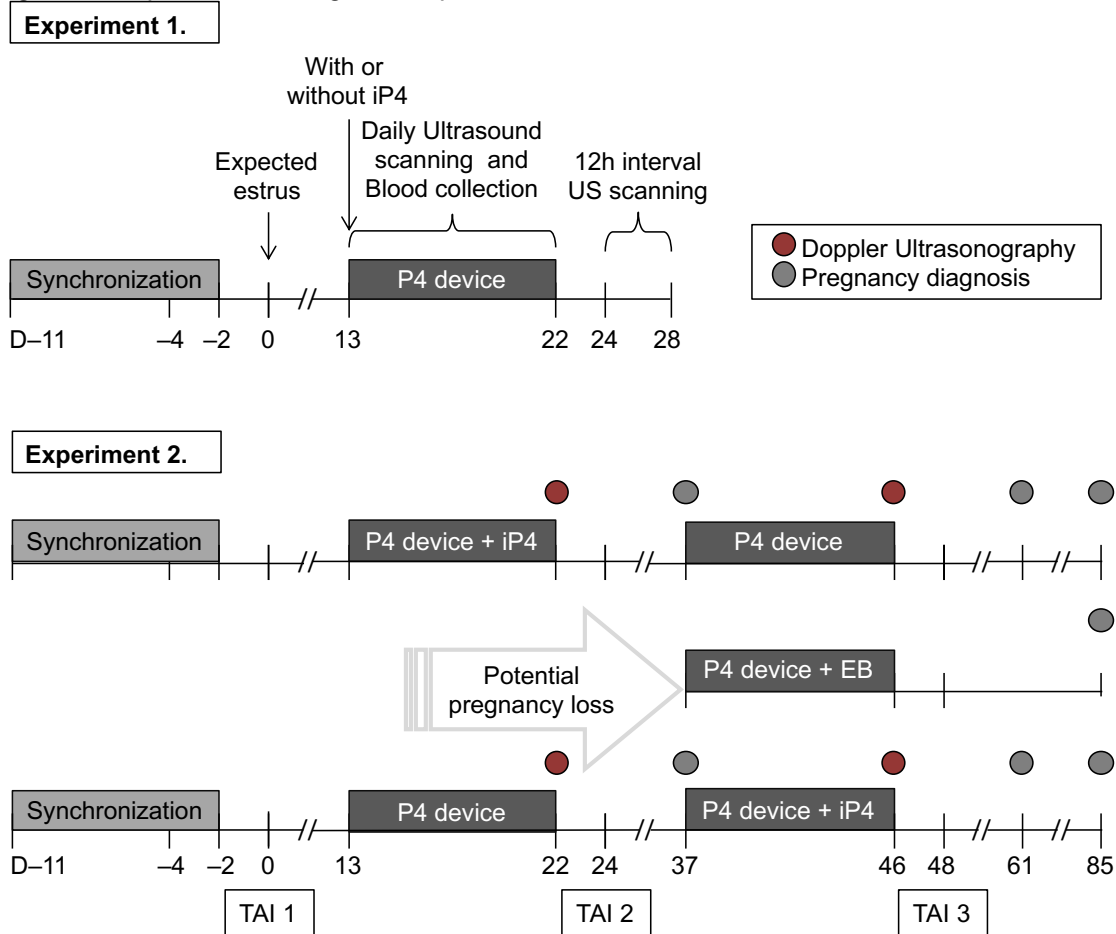 Experiment 1.
With or
without iP4
Daily Ultrasound
scanning and
Blood collection
Expected
estrus
12h interval
US scanning
Doppler Ultrasonography
Pregnancy diagnosis
Synchronization
P4 device
D–11 –4 –2 0 13 22 24 28
Experiment 2.
Synchronization P4 device + iP4 P4 device
Potential
pregnancy loss
P4 device + EB
Synchronization P4 device P4 device + iP4
D–11 –4 –2 0 13 22 24 37 46 48 61 85
TAI 1 TAI 2 TAI 3